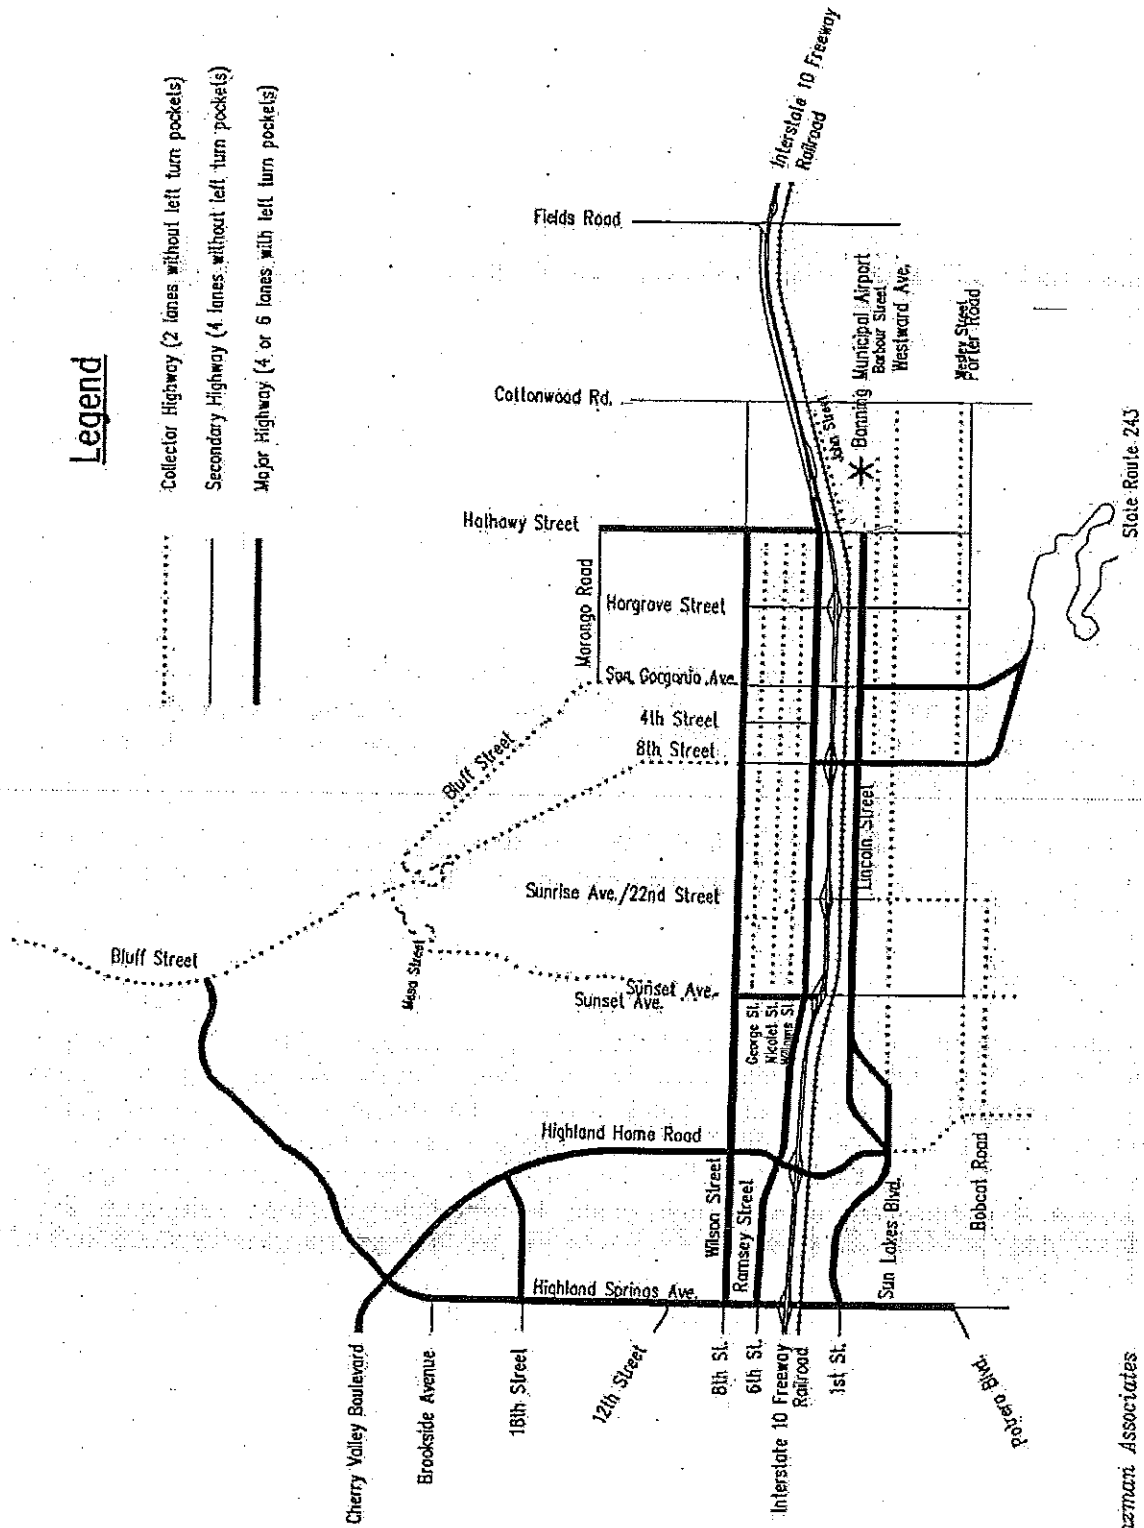 Legend
Collector Highway (2 lanes without left turn pockets)
Secondary Highway (4 lanes without left turn pockets)
Major Highway (4 or 6 lanes with left turn pockets)
Interstate 10 Freeway
Railroad
Fields Road
Cottonwood Rd.
Banning Municipal Airport
Barbour Street
Westward Ave.
Wesley Street
Porter Road
John Street
Hathawy Street
Morongo Road
Hargrove Street
San Gorgonio Ave.
4th Street
8th Street
Bluff Street
State Route 243
Lincoln Street
Sunrise Ave./22nd Street
Bluff Street
Mesa Street
Sunset Ave.
Sunset Ave.
George St.
Nicolet St.
Williams St.
Highland Home Road
Wilson Street
Ramsey Street
Sun Lakes Blvd.
Bobcat Road
Highland Springs Ave.
Cherry Valley Boulevard
Brookside Avenue
18th Street
12th Street
8th St.
6th St.
Interstate 10 Freeway
Railroad
1st St.
Potrero Blvd.
Associates